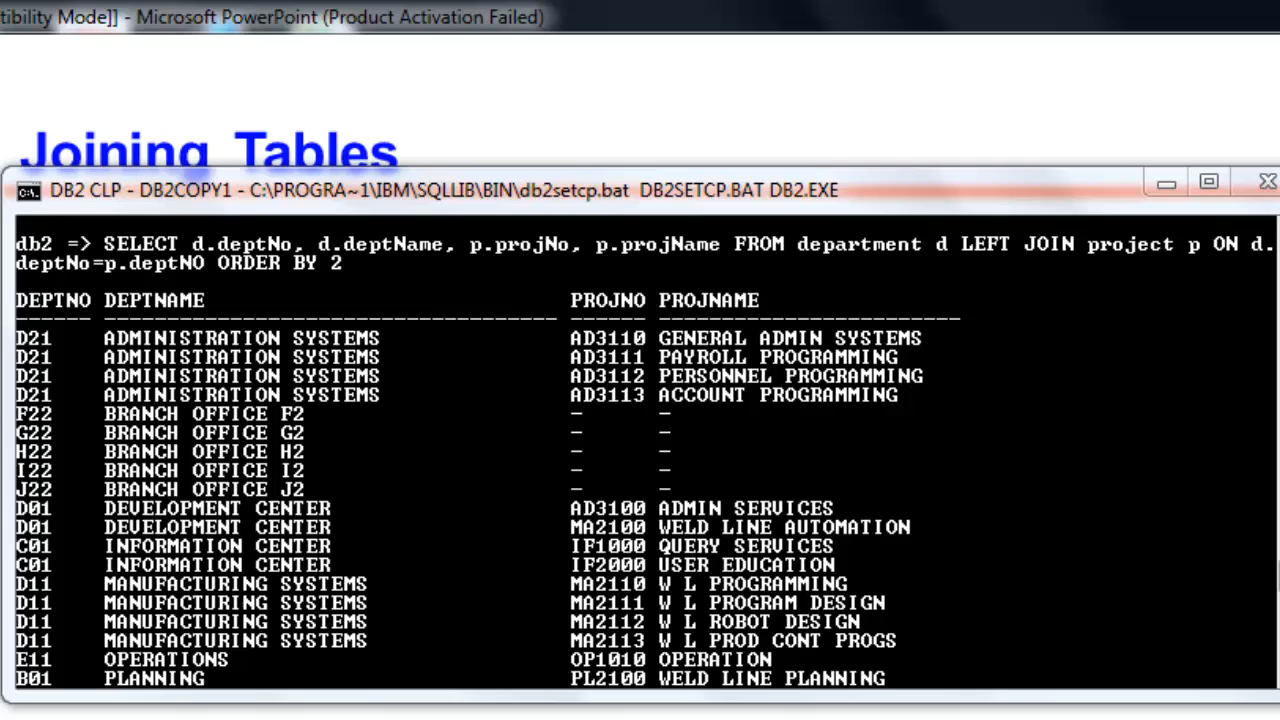 tibility Mode]] - Microsoft PowerPoint (Product Activation Failed)
Joining Tables
DB2 CLP - DB2COPY1 - C:\PROGRA~1\IBM\SQLLIB\BIN\db2setcp.bat DB2SETCP.BAT DB2.EXE
db2 => SELECT d.deptNo, d.deptName, p.projNo, p.projName FROM department d LEFT JOIN project p ON d.
deptNo=p.deptNO ORDER BY 2
DEPTNO DEPTNAME PROJNO PROJNAME
------ ------------------------------------ ------ ------------------------
D21 ADMINISTRATION SYSTEMS AD3110 GENERAL ADMIN SYSTEMS
D21 ADMINISTRATION SYSTEMS AD3111 PAYROLL PROGRAMMING
D21 ADMINISTRATION SYSTEMS AD3112 PERSONNEL PROGRAMMING
D21 ADMINISTRATION SYSTEMS AD3113 ACCOUNT PROGRAMMING
F22 BRANCH OFFICE F2 - -
G22 BRANCH OFFICE G2 - -
H22 BRANCH OFFICE H2 - -
I22 BRANCH OFFICE I2 - -
J22 BRANCH OFFICE J2 - -
D01 DEVELOPMENT CENTER AD3100 ADMIN SERVICES
D01 DEVELOPMENT CENTER MA2100 WELD LINE AUTOMATION
C01 INFORMATION CENTER IF1000 QUERY SERVICES
C01 INFORMATION CENTER IF2000 USER EDUCATION
D11 MANUFACTURING SYSTEMS MA2110 W L PROGRAMMING
D11 MANUFACTURING SYSTEMS MA2111 W L PROGRAM DESIGN
D11 MANUFACTURING SYSTEMS MA2112 W L ROBOT DESIGN
D11 MANUFACTURING SYSTEMS MA2113 W L PROD CONT PROGS
E11 OPERATIONS OP1010 OPERATION
B01 PLANNING PL2100 WELD LINE PLANNING